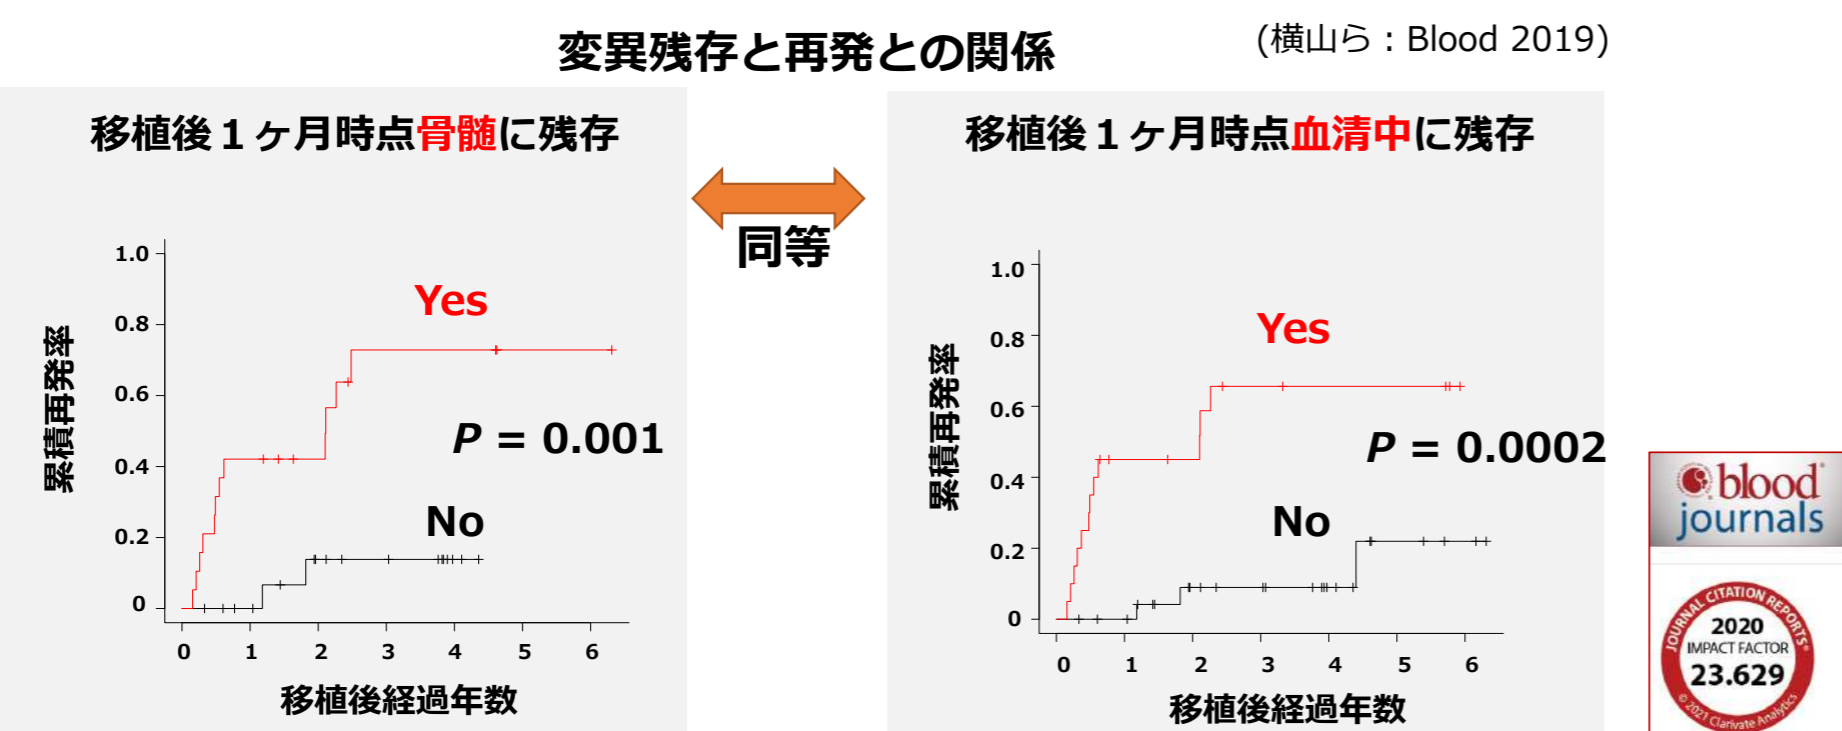 変異残存と再発との関係
(横山ら：Blood 2019)
移植後１ヶ月時点骨髄に残存
累積再発率
1.0
0.8
0.6
0.4
0.2
0
Yes
P = 0.001
No
0 1 2 3 4 5 6
移植後経過年数
同等
移植後１ヶ月時点血清中に残存
累積再発率
1.0
0.8
0.6
0.4
0.2
0
Yes
P = 0.0002
No
0 1 2 3 4 5 6
移植後経過年数
blood
journals
JOURNAL CITATION REPORTS
2020
IMPACT FACTOR
23.629
© 2021 Clarivate Analytics